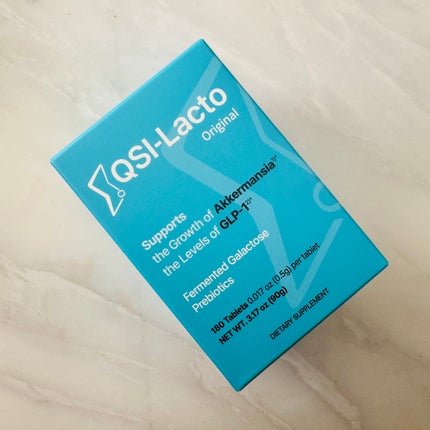 QSI-Lacto
Original
Supports
the Growth of Akkermansia
the Levels of GLP-1
Fermented Galactose
Prebiotics
180 Tablets 0.017 oz (0.5g) per tablet
NET WT. 3.17 oz (90g)
DIETARY SUPPLEMENT